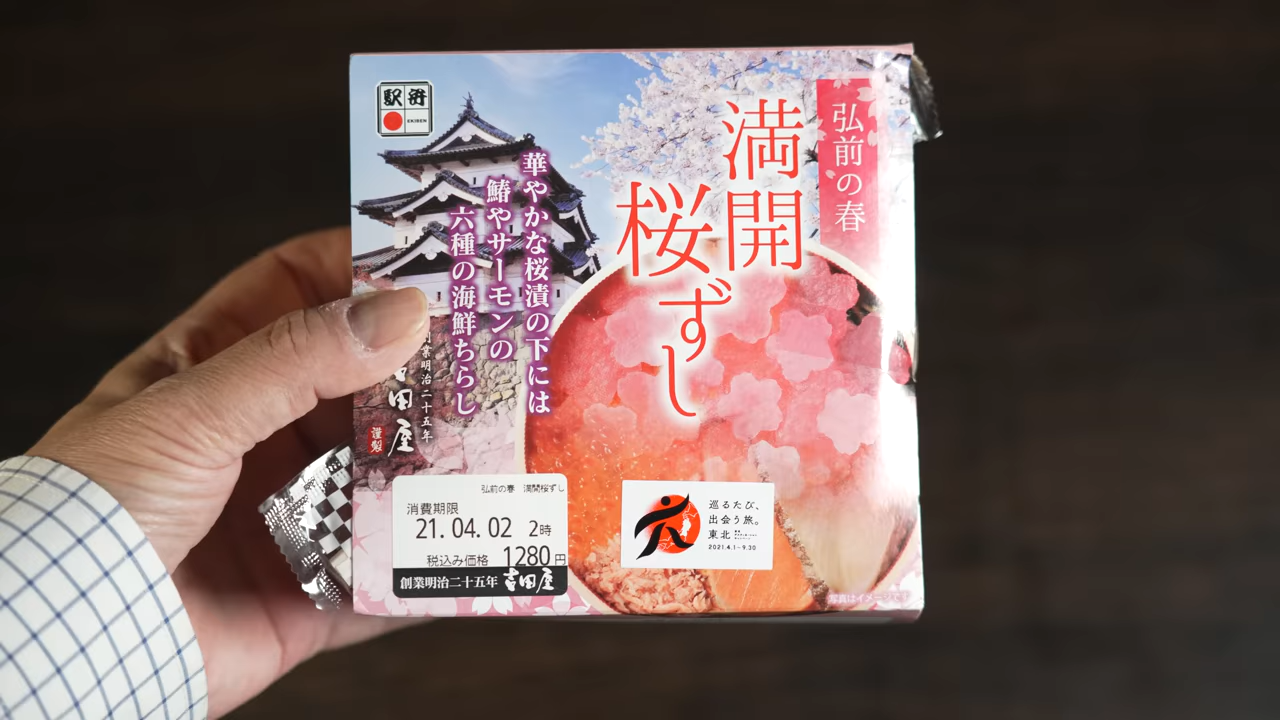 駅弁
EKIBEN
弘前の春
満開
桜ずし
華やかな桜漬の下には
鰆やサーモンの
六種の海鮮ちらし
創業明治二十五年
吉田屋
謹製
弘前の春 満開桜ずし
消費期限
21.04.02 2時
税込み価格 1280円
創業明治二十五年 吉田屋
巡るたび、
出会う旅。
東北
2021.4.1~9.30
写真はイメージです